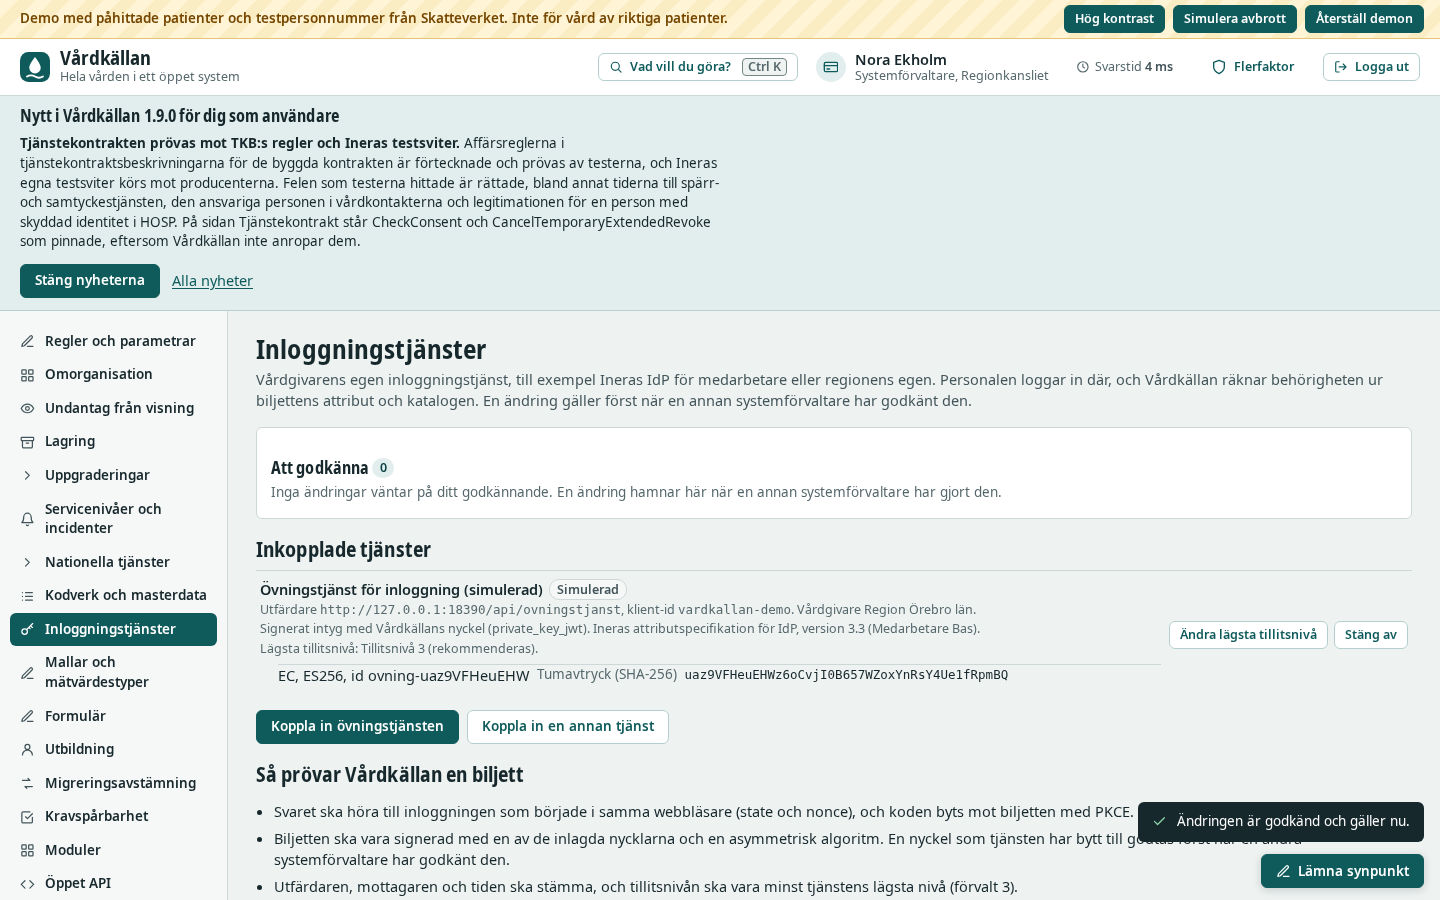 Demo med påhittade patienter och testpersonnummer från Skatteverket. Inte för vård av riktiga patienter.
Hög kontrast
Simulera avbrott
Återställ demon
Vårdkällan
Hela vården i ett öppet system
Vad vill du göra? Ctrl K
Nora Ekholm
Systemförvaltare, Regionkansliet
Svarstid 4 ms
Flerfaktor
Logga ut
Nytt i Vårdkällan 1.9.0 för dig som användare
Tjänstekontrakten prövas mot TKB:s regler och Ineras testsviter. Affärsreglerna i
tjänstekontraktsbeskrivningarna för de byggda kontrakten är förtecknade och prövas av testerna, och Ineras
egna testsviter körs mot producenterna. Felen som testerna hittade är rättade, bland annat tiderna till spärr-
och samtyckestjänsten, den ansvariga personen i vårdkontakterna och legitimationen för en person med
skyddad identitet i HOSP. På sidan Tjänstekontrakt står CheckConsent och CancelTemporaryExtendedRevoke
som pinnade, eftersom Vårdkällan inte anropar dem.
Stäng nyheterna
Alla nyheter
Regler och parametrar
Omorganisation
Undantag från visning
Lagring
Uppgraderingar
Servicenivåer och
incidenter
Nationella tjänster
Kodverk och masterdata
Inloggningstjänster
Mallar och
mätvärdestyper
Formulär
Utbildning
Migreringsavstämning
Kravspårbarhet
Moduler
Öppet API
Inloggningstjänster
Vårdgivarens egen inloggningstjänst, till exempel Ineras IdP för medarbetare eller regionens egen. Personalen loggar in där, och Vårdkällan räknar behörigheten ur
biljettens attribut och katalogen. En ändring gäller först när en annan systemförvaltare har godkänt den.
Att godkänna 0
Inga ändringar väntar på ditt godkännande. En ändring hamnar här när en annan systemförvaltare har gjort den.
Inkopplade tjänster
Övningstjänst för inloggning (simulerad) Simulerad
Utfärdare http://127.0.0.1:18390/api/ovningstjanst, klient-id vardkallan-demo. Vårdgivare Region Örebro län.
Signerat intyg med Vårdkällans nyckel (private_key_jwt). Ineras attributspecifikation för IdP, version 3.3 (Medarbetare Bas).
Lägsta tillitsnivå: Tillitsnivå 3 (rekommenderas).
Ändra lägsta tillitsnivå
Stäng av
EC, ES256, id ovning-uaz9VFHeuEHW Tumavtryck (SHA-256) uaz9VFHeuEHWz6oCvjI0B657WZoxYnRsY4Ue1fRpmBQ
Koppla in övningstjänsten
Koppla in en annan tjänst
Så prövar Vårdkällan en biljett
Svaret ska höra till inloggningen som började i samma webbläsare (state och nonce), och koden byts mot biljetten med PKCE.
Biljetten ska vara signerad med en av de inlagda nycklarna och en asymmetrisk algoritm. En nyckel som tjänsten har bytt till
systemförvaltare har godkänt den.
Utfärdaren, mottagaren och tiden ska stämma, och tillitsnivån ska vara minst tjänstens lägsta nivå (förvalt 3).
Ändringen är godkänd och gäller nu.
Lämna synpunkt